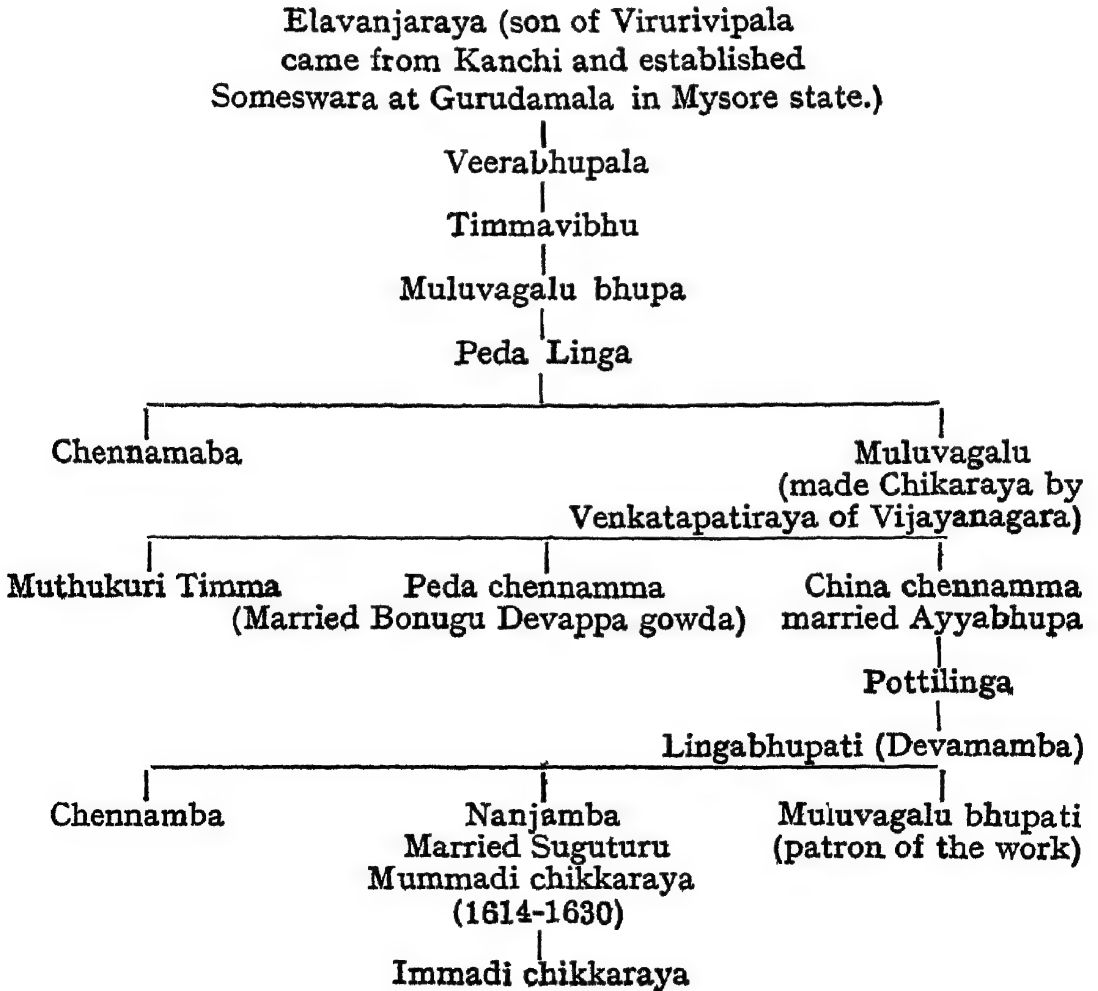 Elavanjaraya (son of Virurivipala
came from Kanchi and established
Someswara at Gurudamala in Mysore state.)
Veerabhupala
Timmavibhu
Muluvagalu bhupa
Peda Linga
Chennamaba Muluvagalu
(made Chikaraya by
Venkatapatiraya of Vijayanagara)
Muthukuri Timma Peda chennamma China chennamma
(Married Bonugu Devappa gowda) married Ayyabhupa
Pottilinga
Lingabhupati (Devamamba)
Chennamba Nanjamba Muluvagalu bhupati
Married Suguturu (patron of the work)
Mummadi chikkaraya
(1614-1630)
Immadi chikkaraya